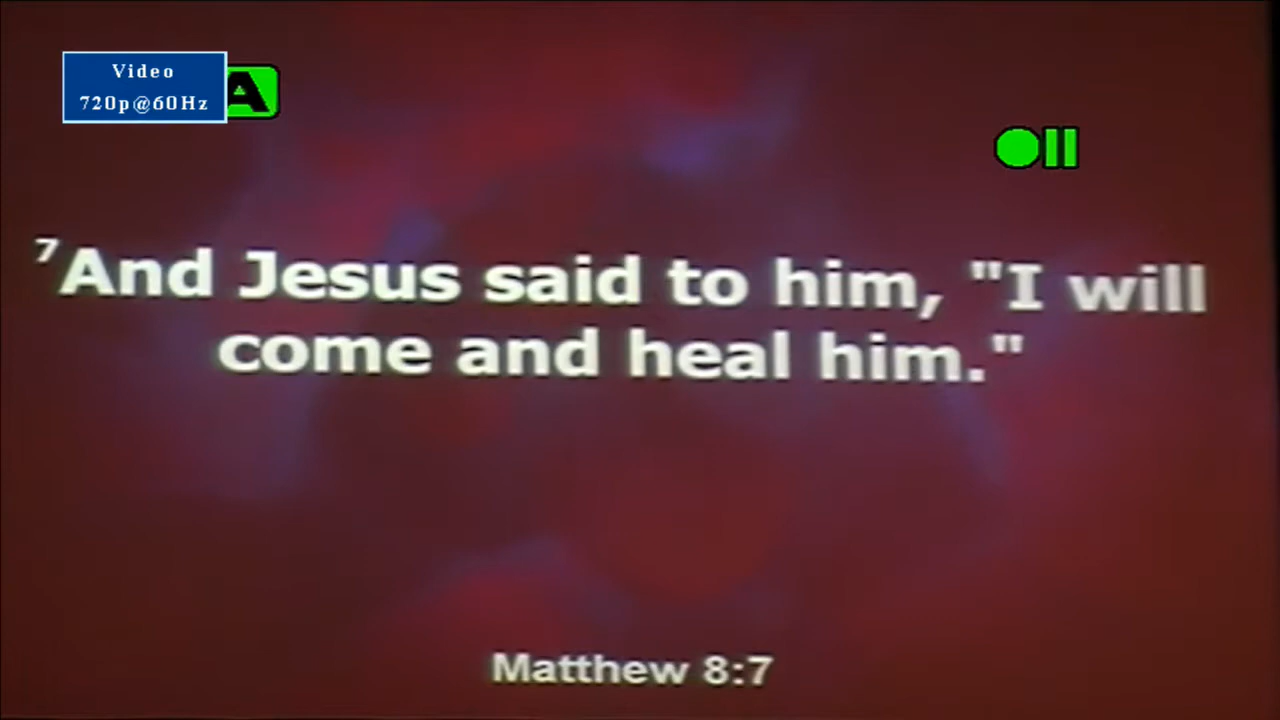 Video
720p@60Hz
A
7And Jesus said to him, "I will
come and heal him."
Matthew 8:7